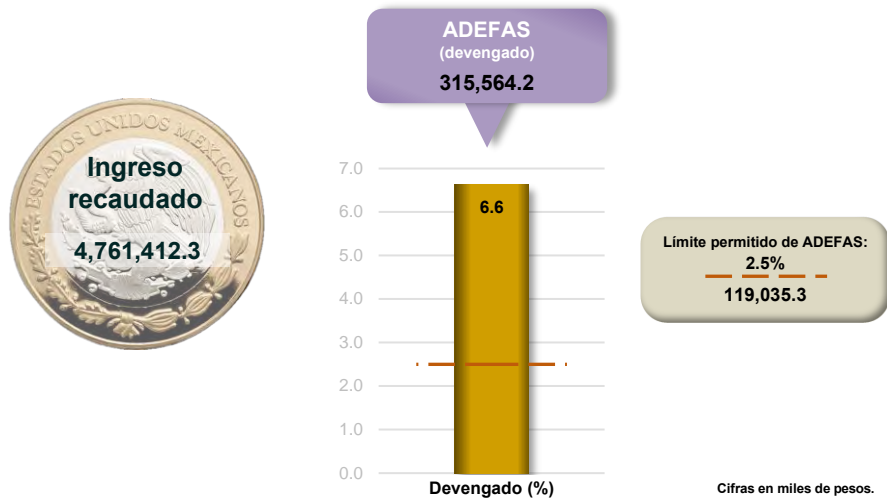 ADEFAS
(devengado)
315,564.2
ESTADOS UNIDOS MEXICANOS
Ingreso
recaudado
4,761,412.3
7.0
6.0
5.0
4.0
3.0
2.0
1.0
0.0
6.6
Devengado (%)
Límite permitido de ADEFAS:
2.5%
119,035.3
Cifras en miles de pesos.